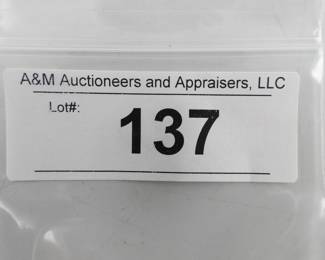 A&M Auctioneers and Appraisers, LLC
Lot#: 137